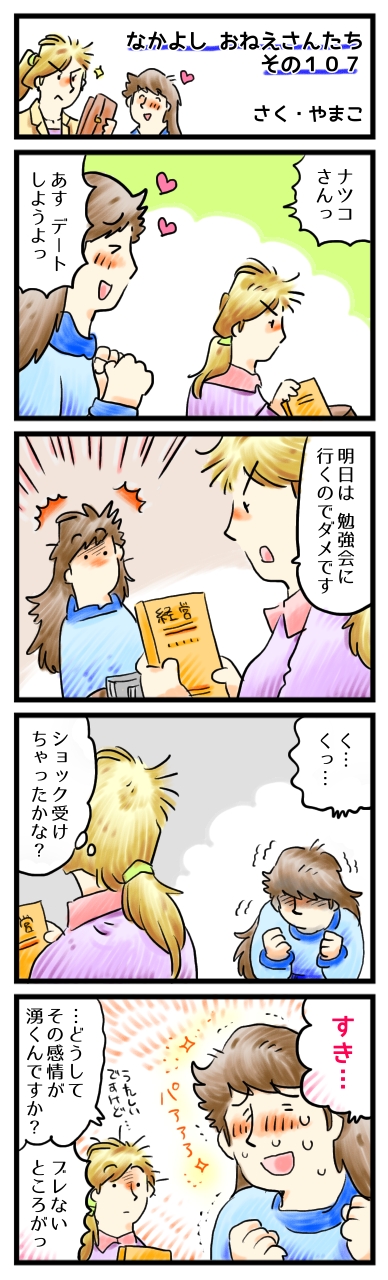 なかよし おねえさんたち
その107
さく・やまこ
ナツコ
さんっ
あす デート
しようよっ
明日は 勉強会に
行くのでダメです
経営
く…
くっ…
ショック受け
ちゃったかな?
営
すき…
パァァァ
うれしい
ですけど…
…どうして
その感情が
湧くんですか?
ブレない
ところがっ